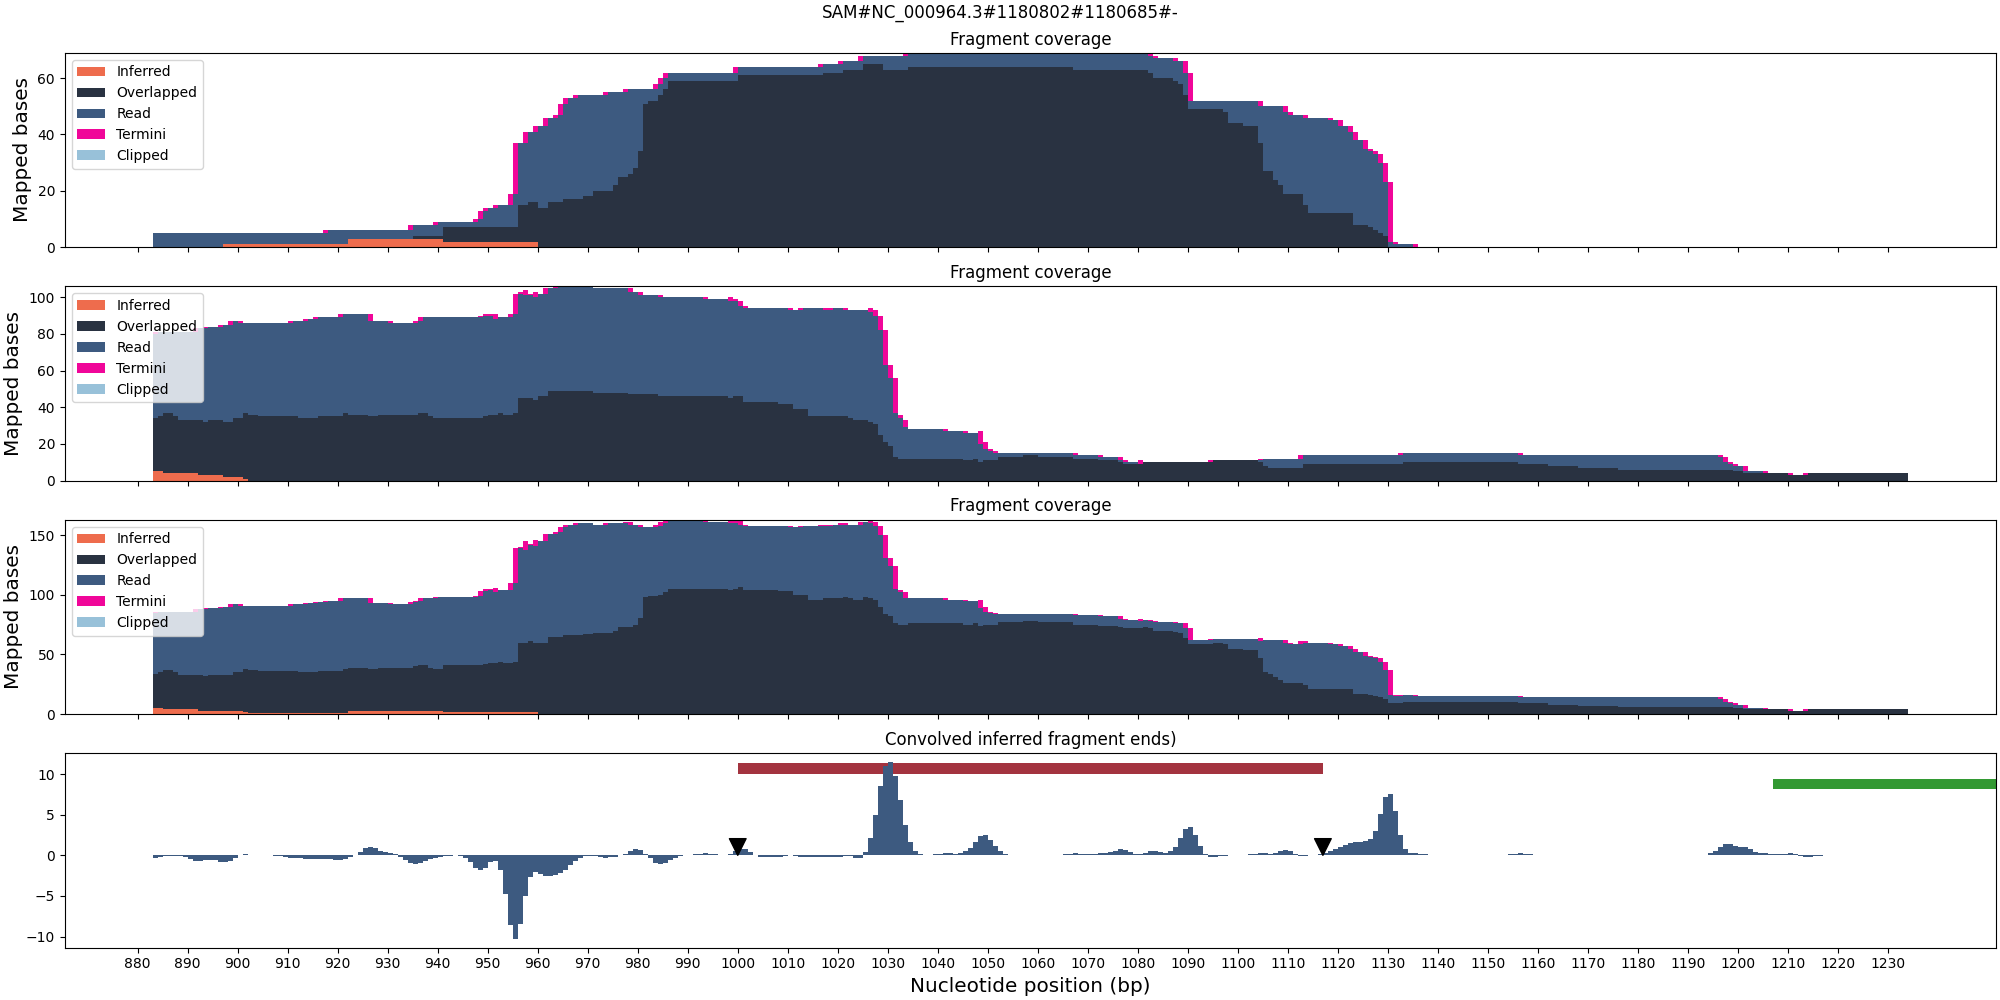 SAM#NC_000964.3#1180802#1180685#-
Fragment coverage
Mapped bases
60
40
20
0
Inferred
Overlapped
Read
Termini
Clipped
Fragment coverage
Mapped bases
100
80
60
40
20
0
Inferred
Overlapped
Read
Termini
Clipped
Fragment coverage
Mapped bases
150
100
50
0
Inferred
Overlapped
Read
Termini
Clipped
Convolved inferred fragment ends)
10
5
0
−5
−10
880 890 900 910 920 930 940 950 960 970 980 990 1000 1010 1020 1030 1040 1050 1060 1070 1080 1090 1100 1110 1120 1130 1140 1150 1160 1170 1180 1190 1200 1210 1220 1230
Nucleotide position (bp)